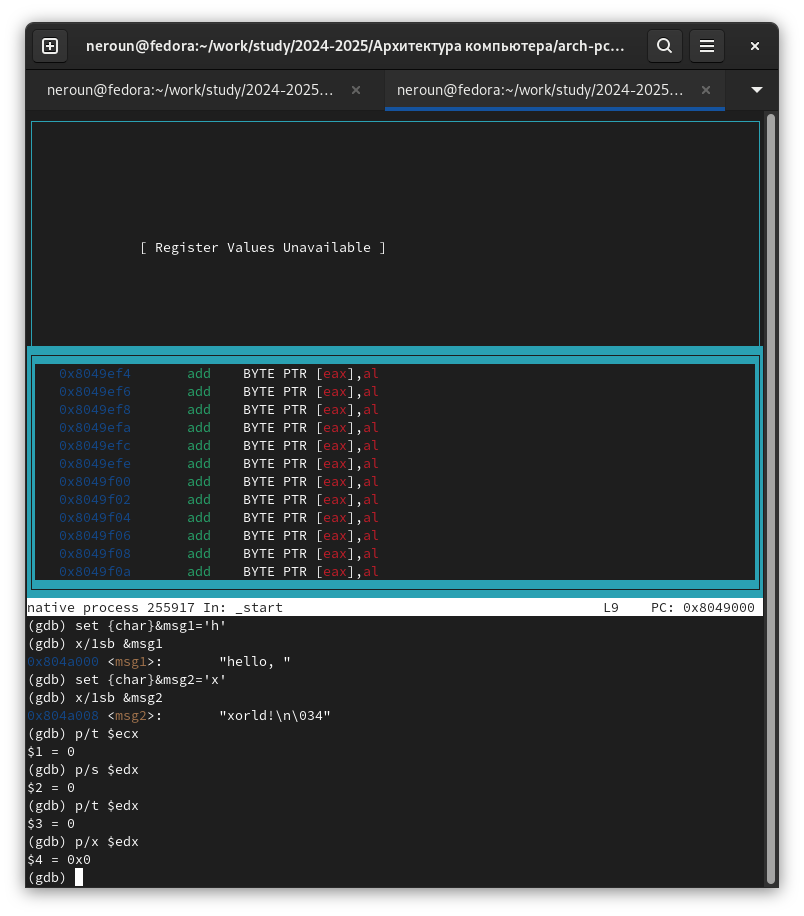 neroun@fedora:~/work/study/2024-2025/Архитектура компьютера/arch-pc...
neroun@fedora:~/work/study/2024-2025... neroun@fedora:~/work/study/2024-2025...
[ Register Values Unavailable ]
0x8049ef4 add BYTE PTR [eax],al
0x8049ef6 add BYTE PTR [eax],al
0x8049ef8 add BYTE PTR [eax],al
0x8049efa add BYTE PTR [eax],al
0x8049efc add BYTE PTR [eax],al
0x8049efe add BYTE PTR [eax],al
0x8049f00 add BYTE PTR [eax],al
0x8049f02 add BYTE PTR [eax],al
0x8049f04 add BYTE PTR [eax],al
0x8049f06 add BYTE PTR [eax],al
0x8049f08 add BYTE PTR [eax],al
0x8049f0a add BYTE PTR [eax],al
native process 255917 In: _start L9 PC: 0x8049000
(gdb) set {char}&msg1='h'
(gdb) x/1sb &msg1
0x804a000 <msg1>: "hello, "
(gdb) set {char}&msg2='x'
(gdb) x/1sb &msg2
0x804a008 <msg2>: "xorld!\n\034"
(gdb) p/t $ecx
$1 = 0
(gdb) p/s $edx
$2 = 0
(gdb) p/t $edx
$3 = 0
(gdb) p/x $edx
$4 = 0x0
(gdb)